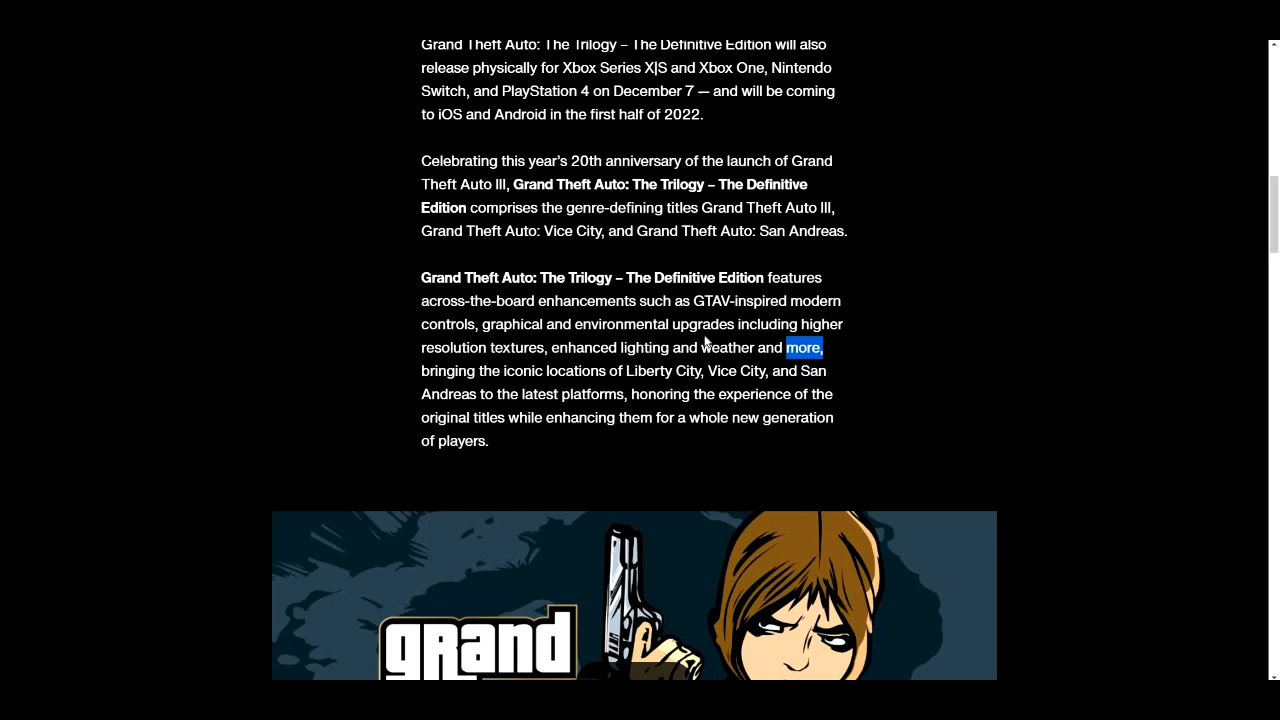 Grand Theft Auto: The Trilogy – The Definitive Edition will also
release physically for Xbox Series X|S and Xbox One, Nintendo
Switch, and PlayStation 4 on December 7 — and will be coming
to iOS and Android in the first half of 2022.
Celebrating this year’s 20th anniversary of the launch of Grand
Theft Auto III, Grand Theft Auto: The Trilogy – The Definitive
Edition comprises the genre-defining titles Grand Theft Auto III,
Grand Theft Auto: Vice City, and Grand Theft Auto: San Andreas.
Grand Theft Auto: The Trilogy – The Definitive Edition features
across-the-board enhancements such as GTAV-inspired modern
controls, graphical and environmental upgrades including higher
resolution textures, enhanced lighting and weather and more,
bringing the iconic locations of Liberty City, Vice City, and San
Andreas to the latest platforms, honoring the experience of the
original titles while enhancing them for a whole new generation
of players.
grand